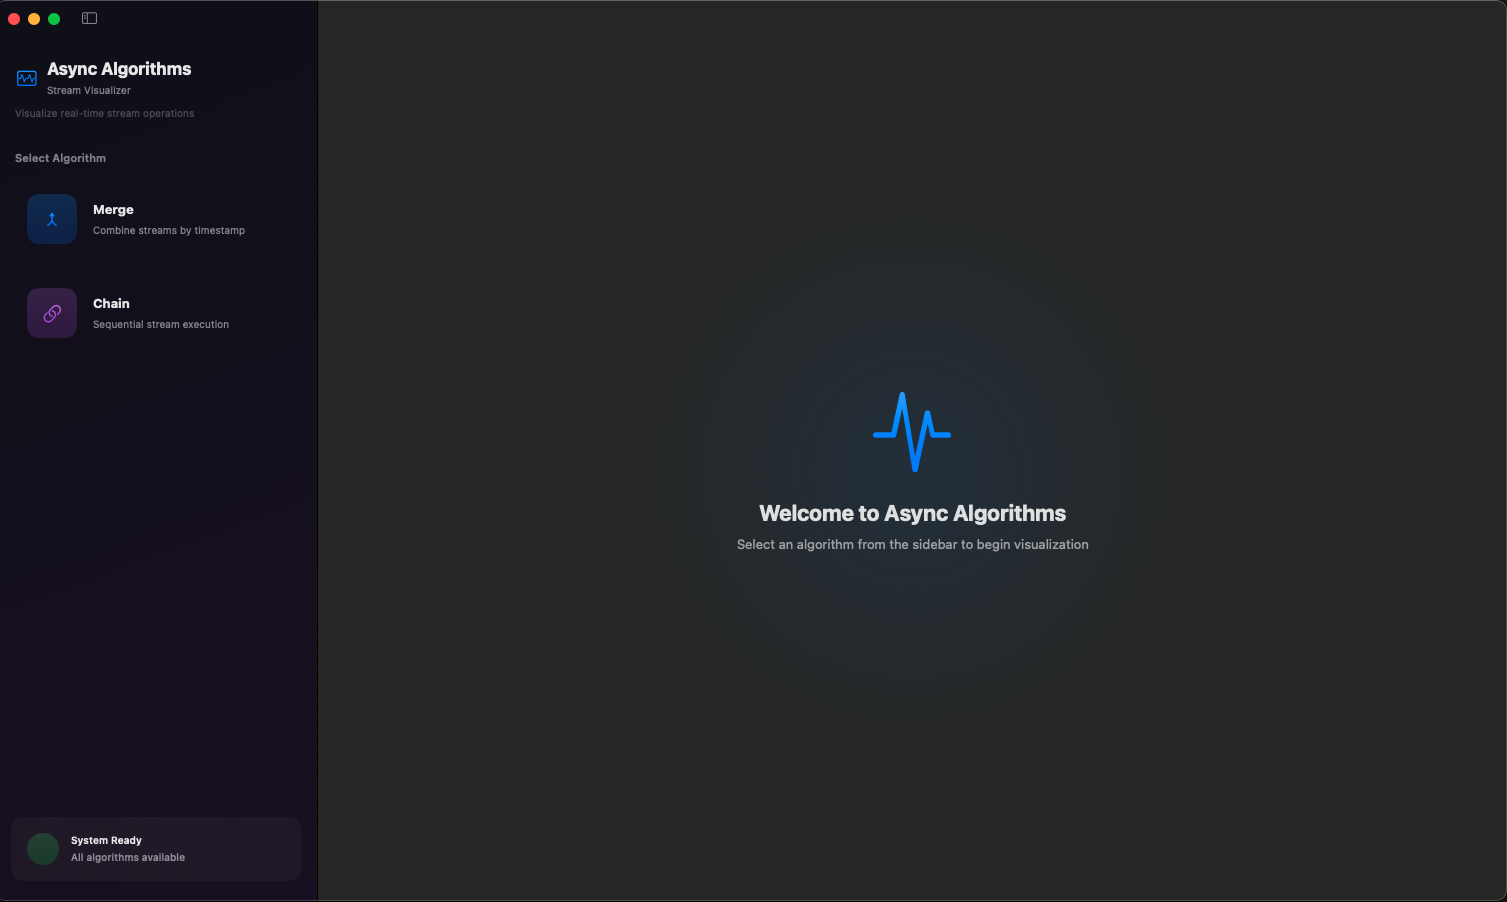 Async Algorithms
Stream Visualizer
Visualize real-time stream operations
Select Algorithm
Merge
Combine streams by timestamp
Chain
Sequential stream execution
System Ready
All algorithms available
Welcome to Async Algorithms
Select an algorithm from the sidebar to begin visualization